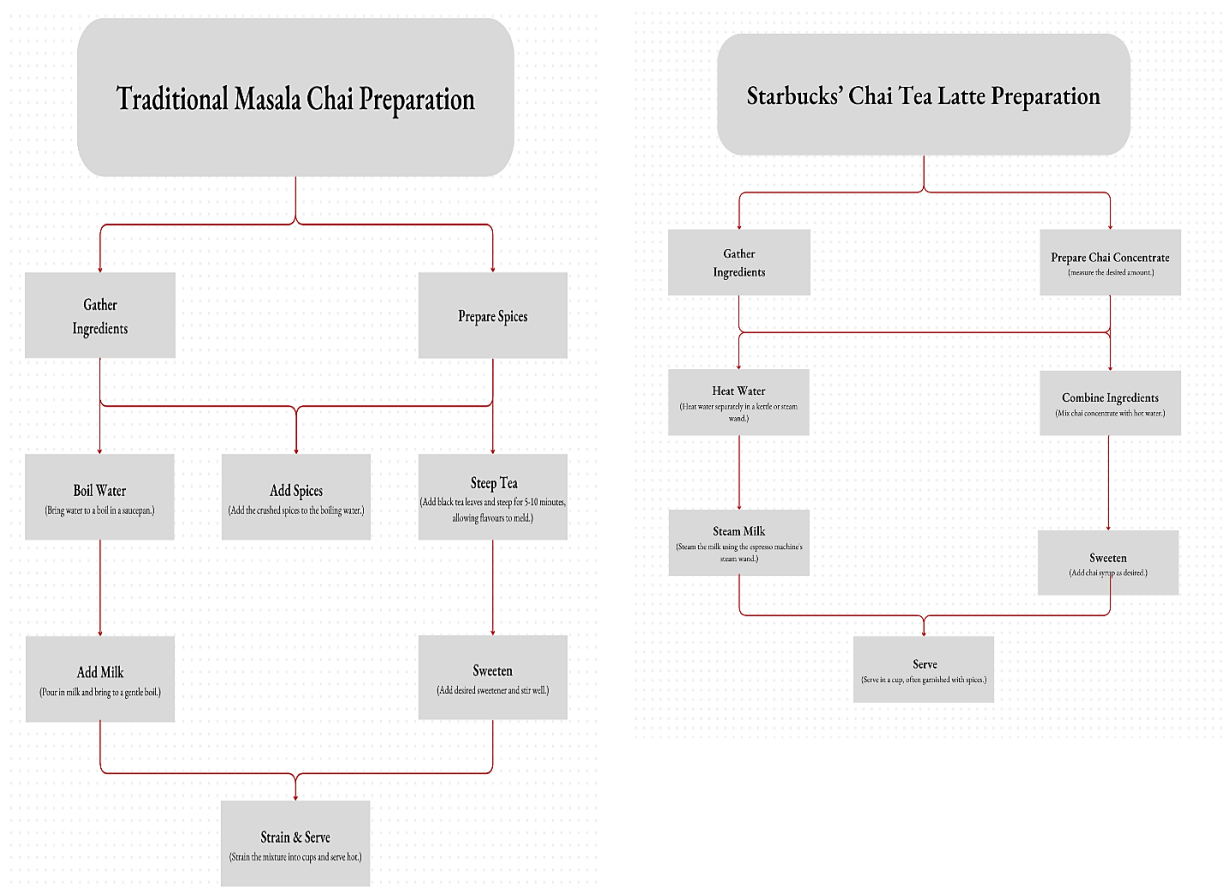 Traditional Masala Chai Preparation
Gather
Ingredients
Prepare Spices
Boil Water
(Bring water to a boil in a saucepan.)
Add Spices
(Add the crushed spices to the boiling water.)
Steep Tea
(Add black tea leaves and steep for 5-10 minutes,
allowing flavours to meld.)
Add Milk
(Pour in milk and bring to a gentle boil.)
Sweeten
(Add desired sweetener and stir well.)
Strain & Serve
(Strain the mixture into cups and serve hot.)
Starbucks’ Chai Tea Latte Preparation
Gather
Ingredients
Prepare Chai Concentrate
(measure the desired amount.)
Heat Water
(Heat water separately in a kettle or steam
wand.)
Combine Ingredients
(Mix chai concentrate with hot water.)
Steam Milk
(Steam the milk using the espresso machine's
steam wand.)
Sweeten
(Add chai syrup as desired.)
Serve
(Serve in a cup, often garnished with spices.)